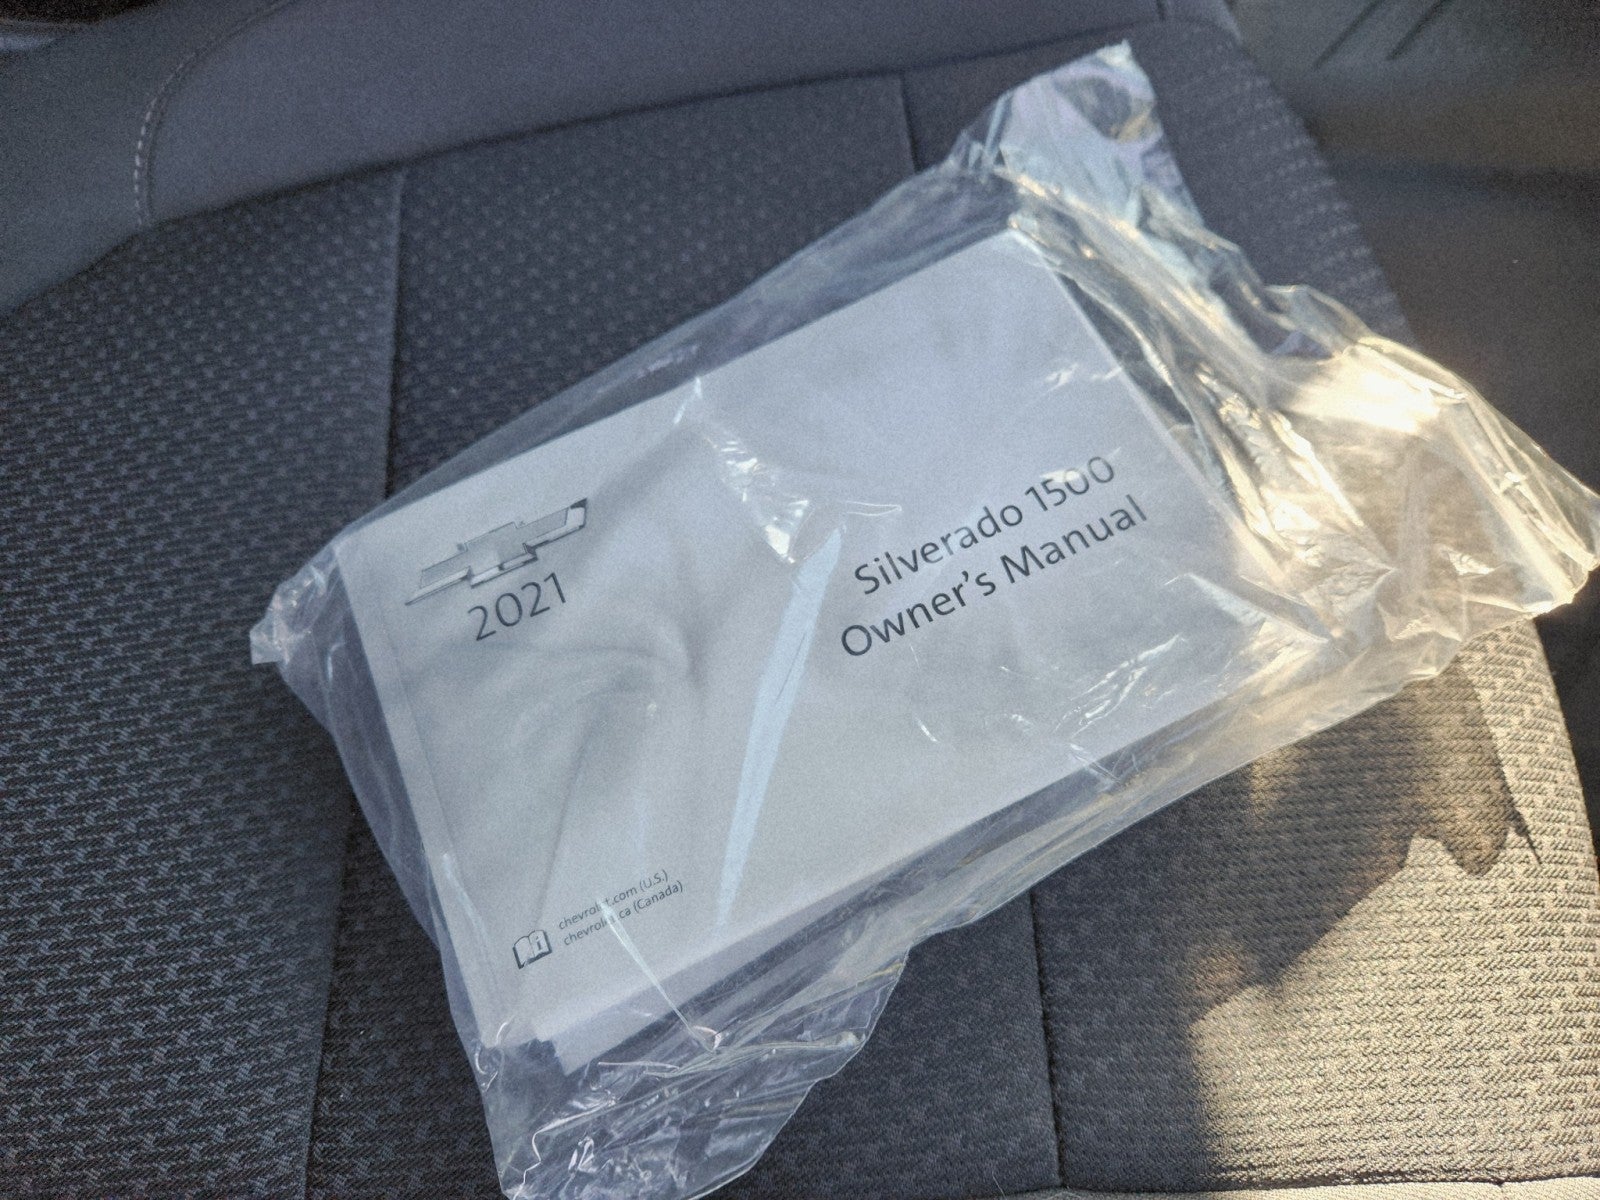 2021
Silverado 1500
Owner's Manual
chevrolet.com (U.S.)
chevrolet.ca (Canada)